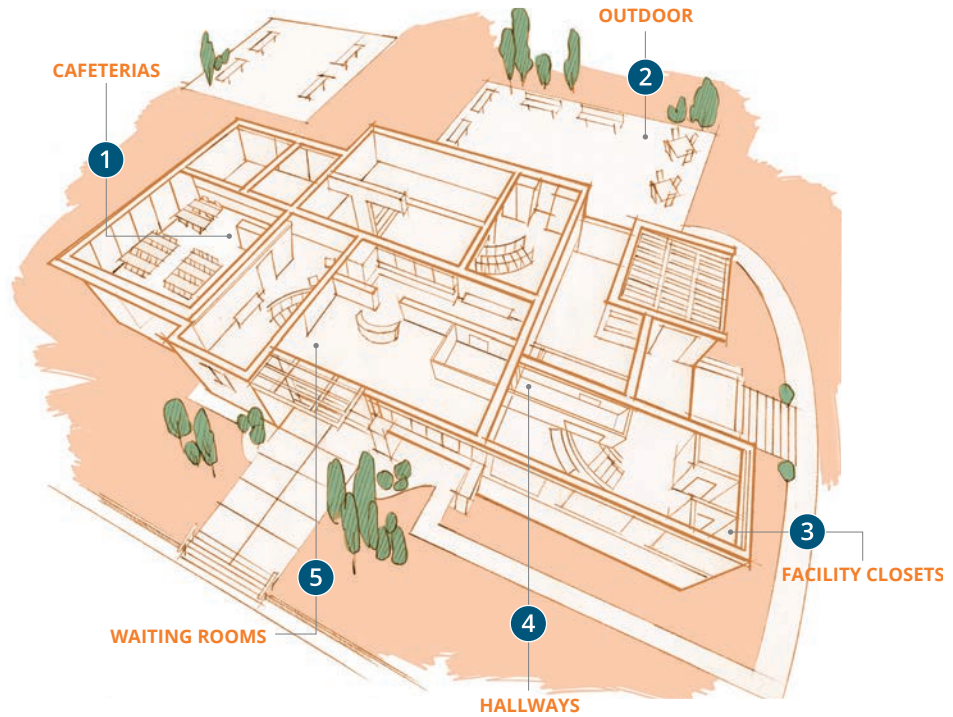 OUTDOOR
2
CAFETERIAS
1
3
FACILITY CLOSETS
5
WAITING ROOMS
4
HALLWAYS